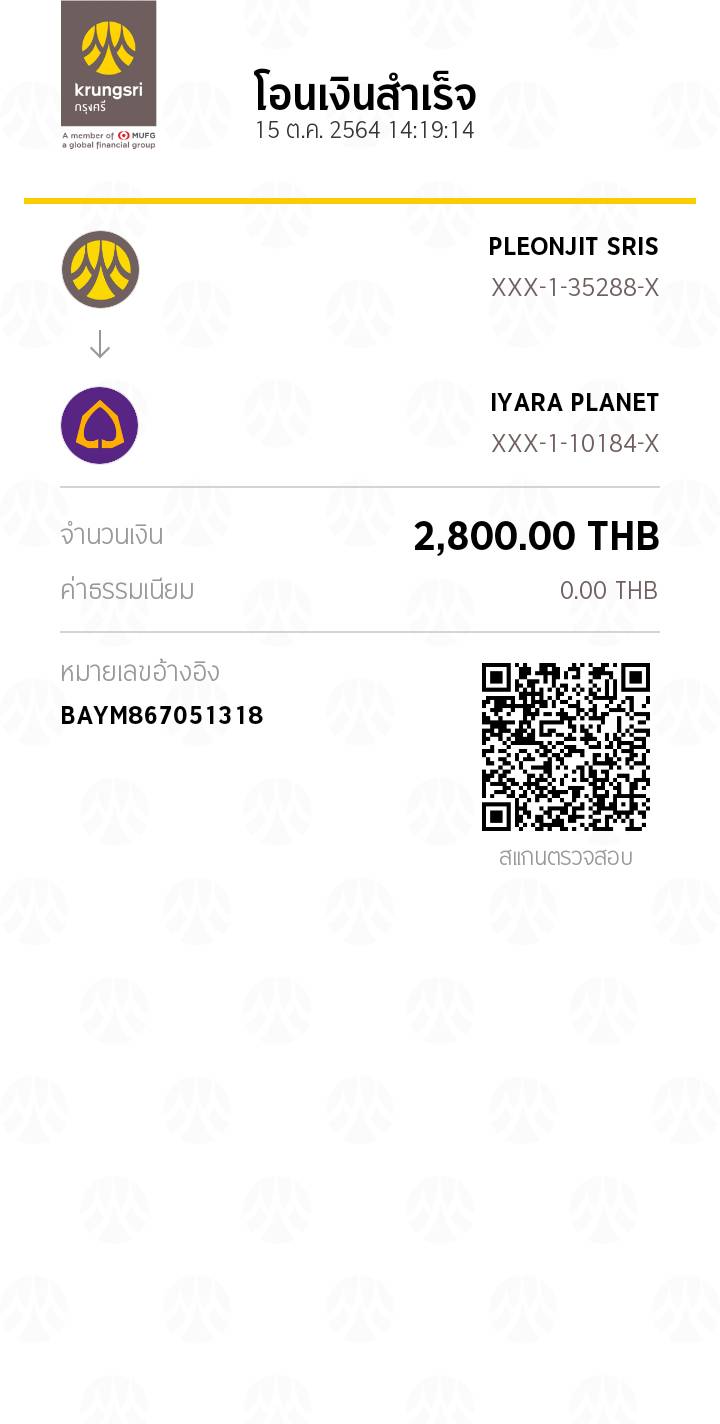 krungsri
กรุงศรี
A member of MUFG
a global financial group
โอนเงินสำเร็จ
15 ต.ค. 2564 14:19:14
PLEONJIT SRIS
XXX-1-35288-X
IYARA PLANET
XXX-1-10184-X
จำนวนเงิน 2,800.00 THB
ค่าธรรมเนียม 0.00 THB
หมายเลขอ้างอิง
BAYM867051318
สแกนตรวจสอบ